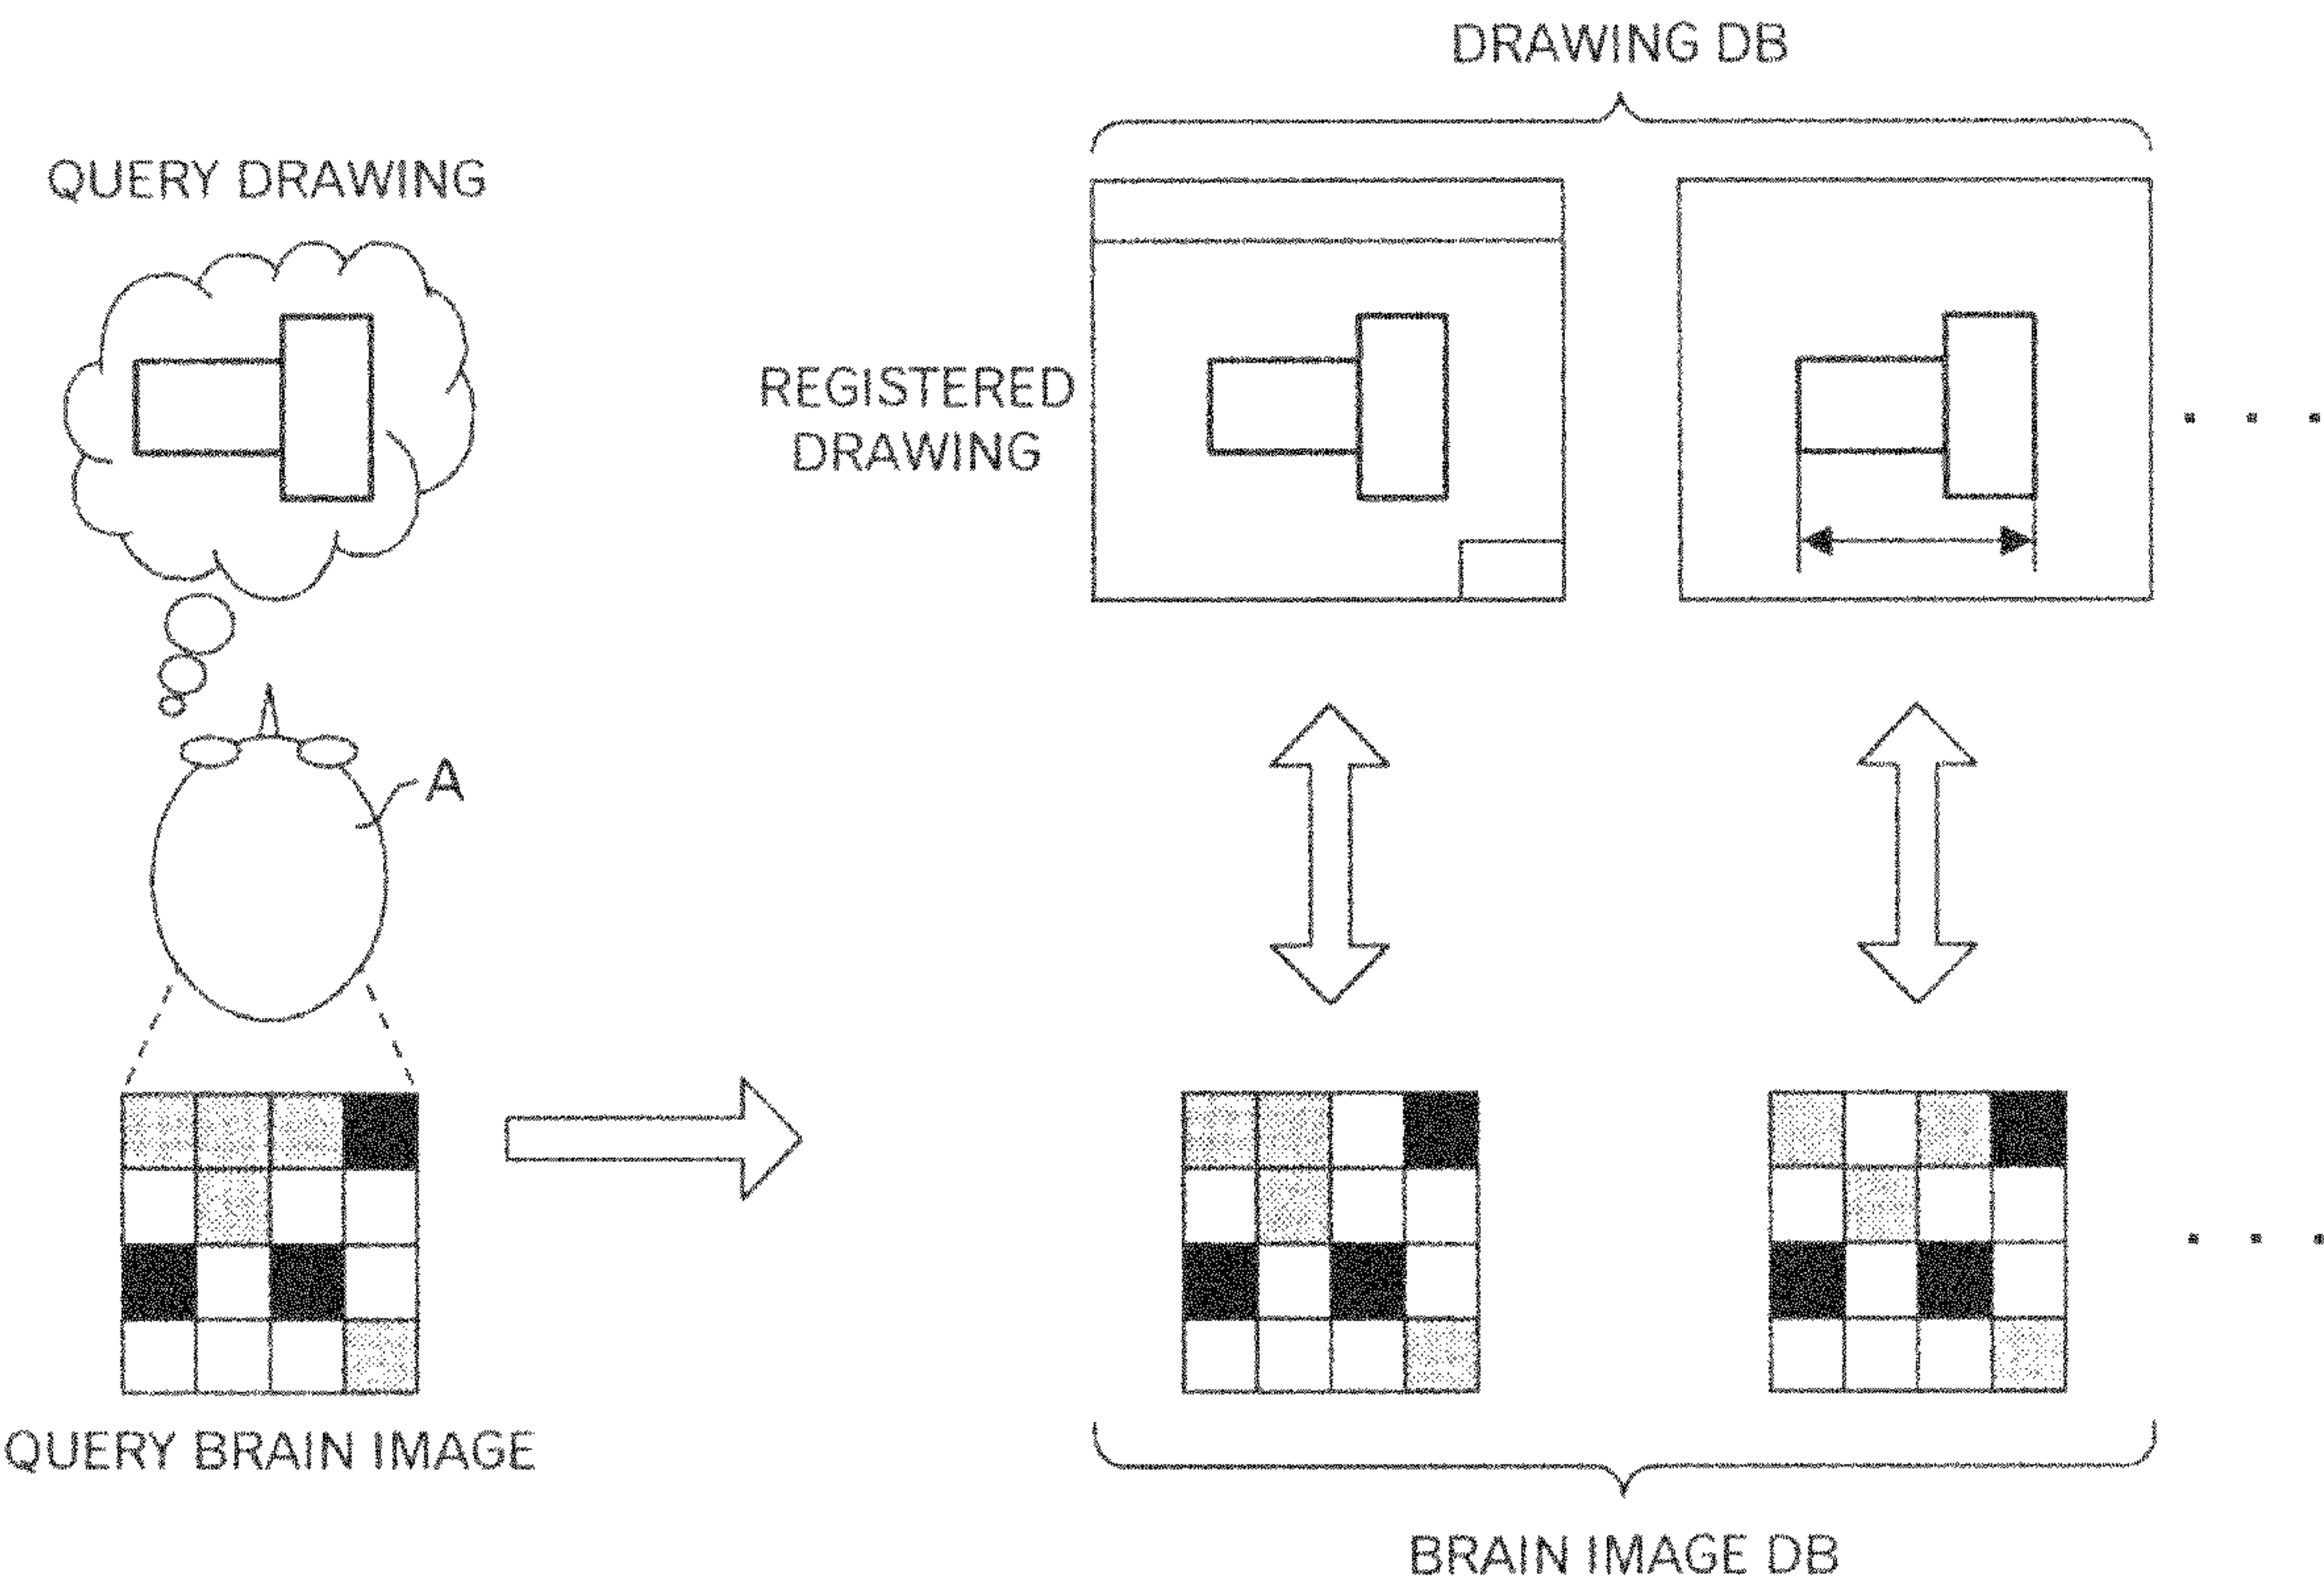 DRAWING DB
QUERY DRAWING
REGISTERED
DRAWING
A
QUERY BRAIN IMAGE
BRAIN IMAGE DB